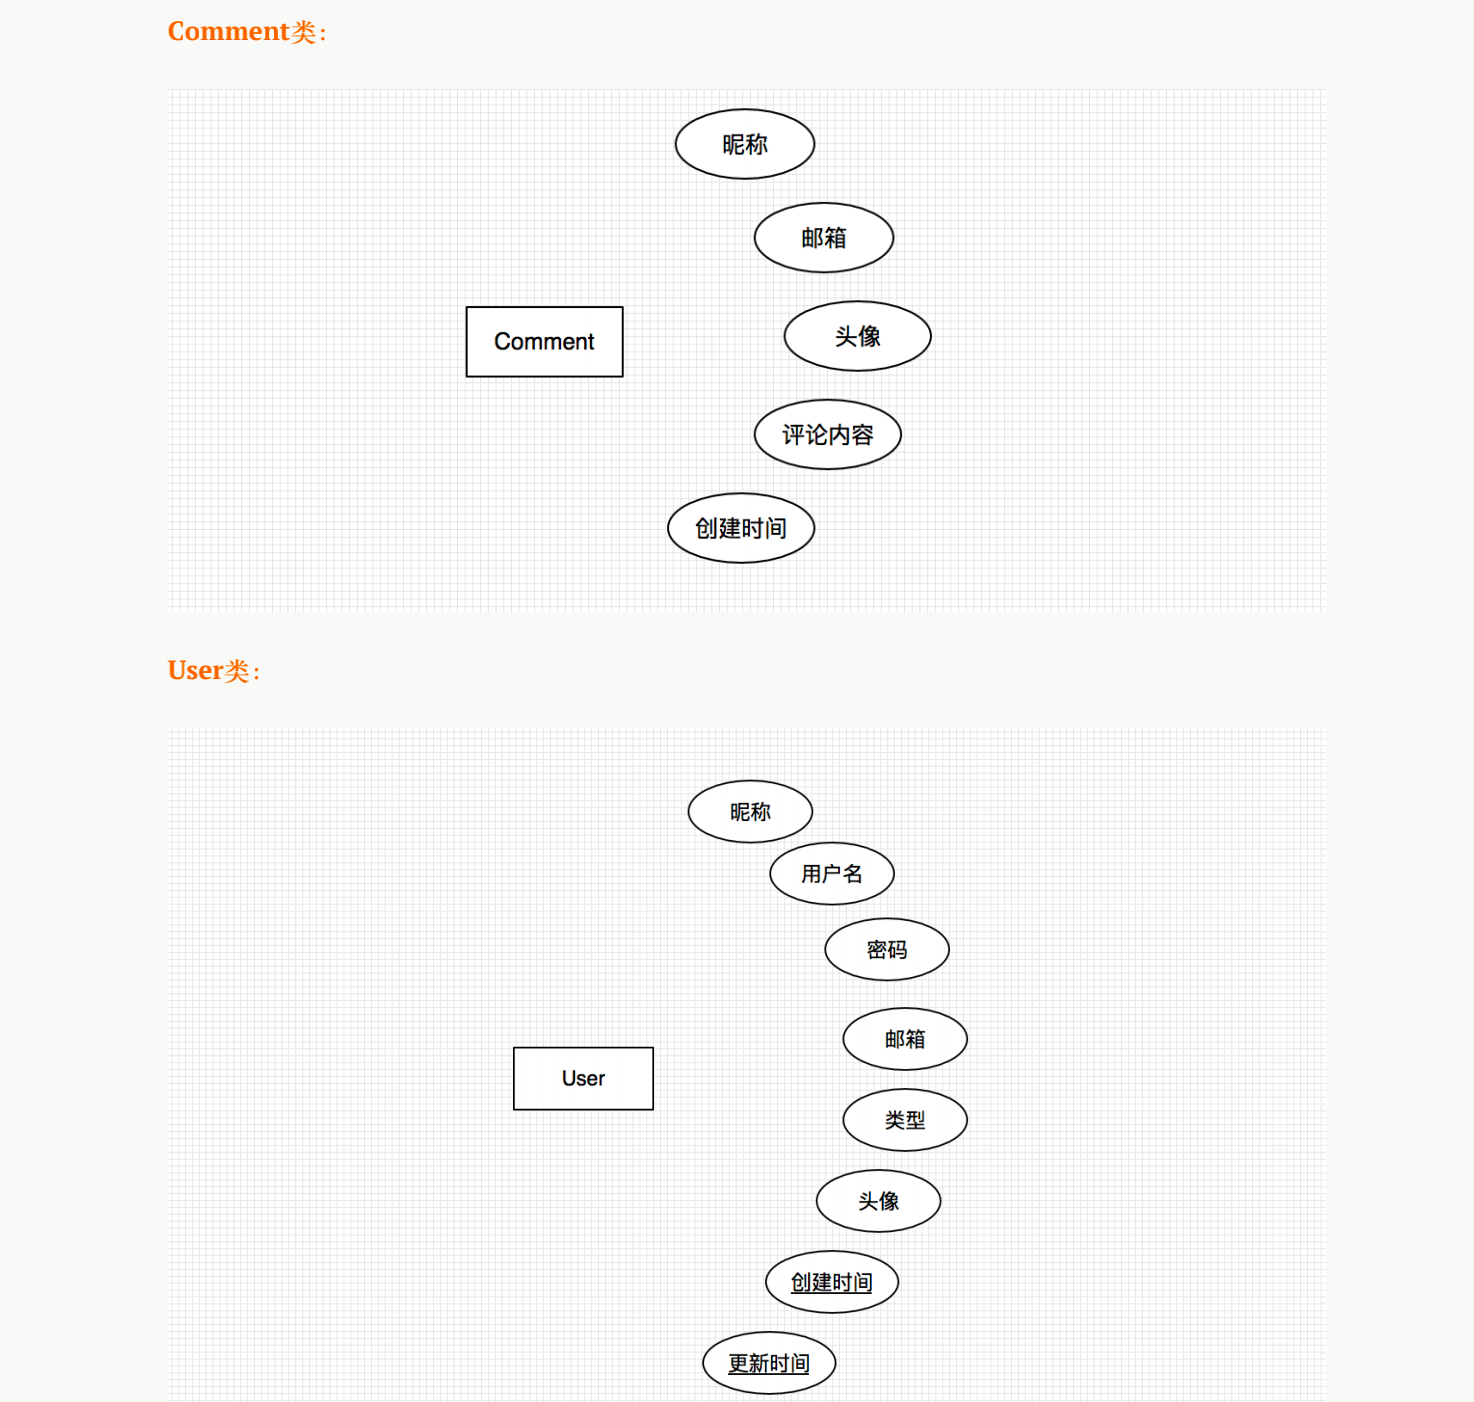 Comment类：
昵称
邮箱
头像
Comment
评论内容
创建时间
User类：
昵称
用户名
密码
邮箱
User
类型
头像
创建时间
更新时间